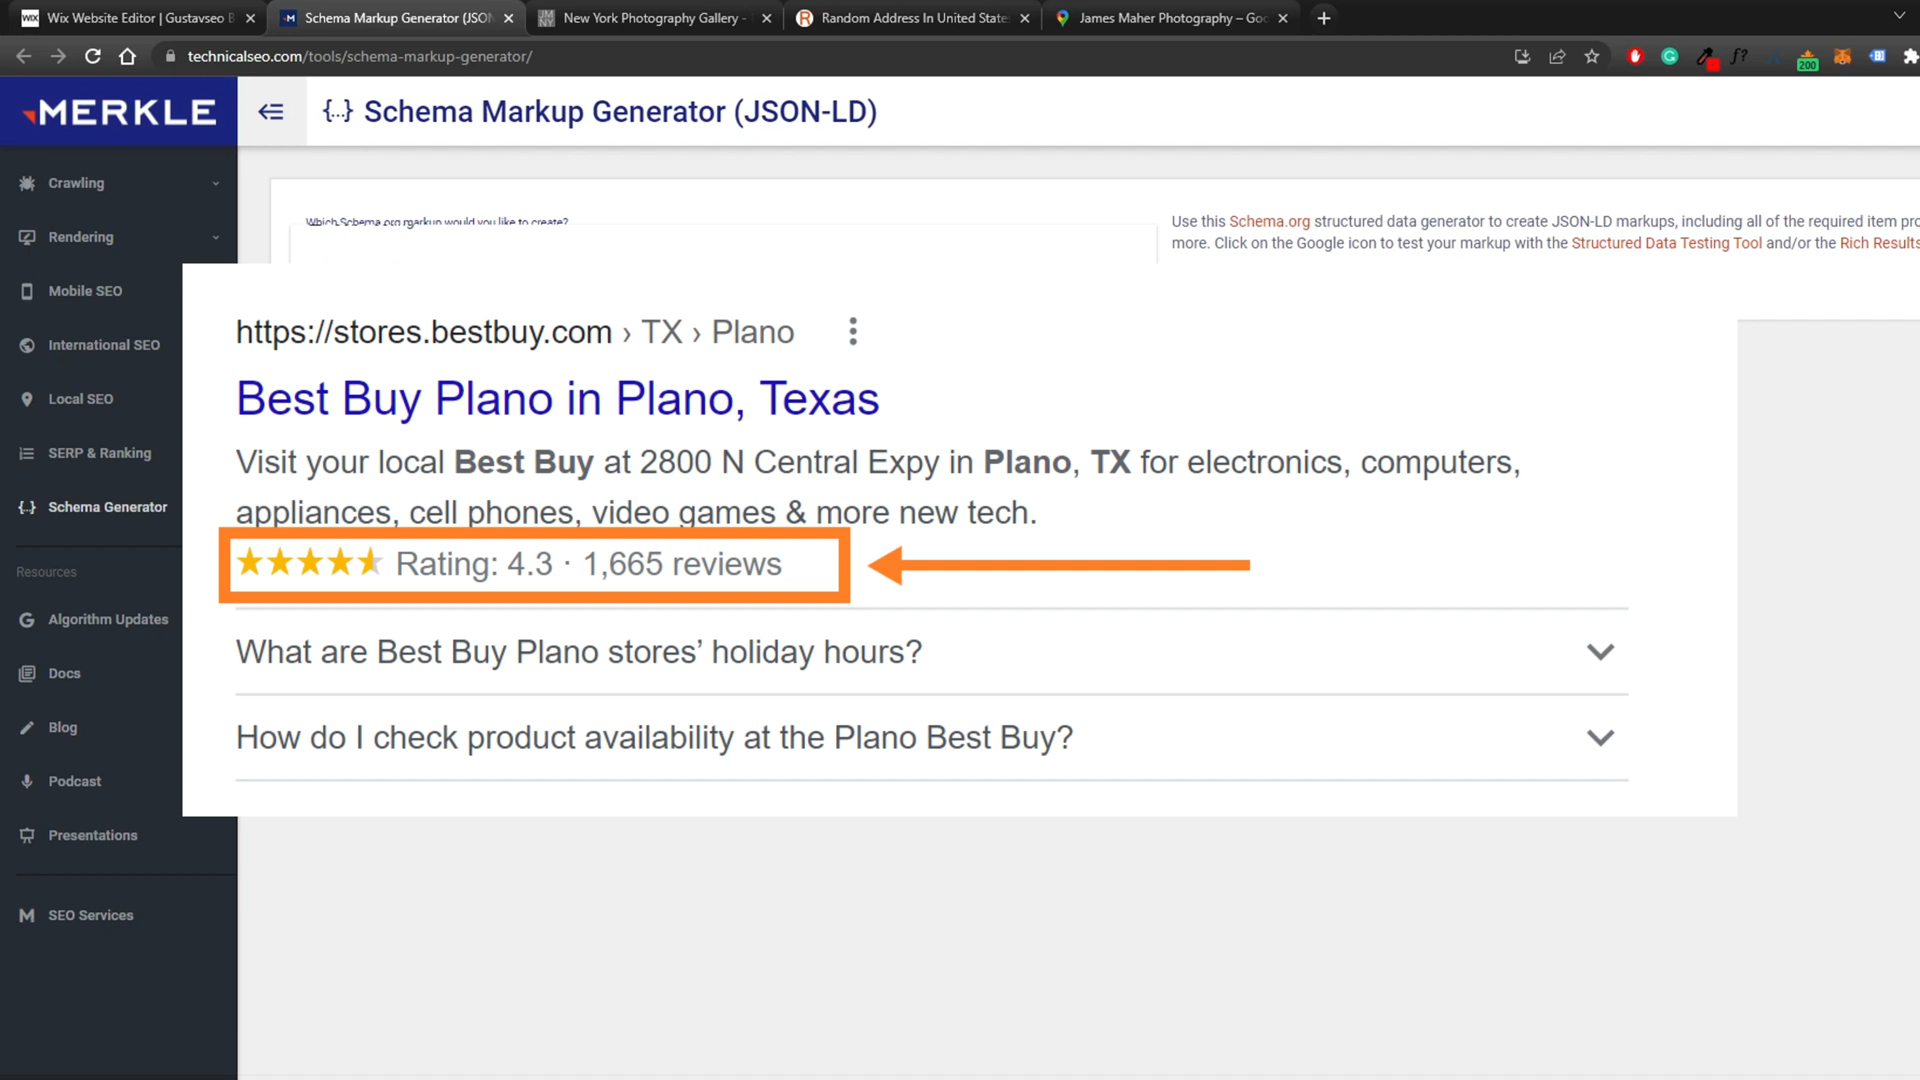 WIX Wix Website Editor | Gustavseo B
Schema Markup Generator (JSON
JM NY New York Photography Gallery -
R Random Address In United State
James Maher Photography – Goo
technicalseo.com/tools/schema-markup-generator/
f?
200
MERKLE
{...} Schema Markup Generator (JSON-LD)
Crawling
Rendering
Mobile SEO
International SEO
Local SEO
SERP & Ranking
{..} Schema Generator
Resources
Algorithm Updates
Docs
Blog
Podcast
Presentations
M SEO Services
Which Schema.org markup would you like to create?
Use this Schema.org structured data generator to create JSON-LD markups, including all of the required item pro
more. Click on the Google icon to test your markup with the Structured Data Testing Tool and/or the Rich Results
https://stores.bestbuy.com › TX › Plano
Best Buy Plano in Plano, Texas
Visit your local Best Buy at 2800 N Central Expy in Plano, TX for electronics, computers,
appliances, cell phones, video games & more new tech.
Rating: 4.3 · 1,665 reviews
What are Best Buy Plano stores’ holiday hours?
How do I check product availability at the Plano Best Buy?